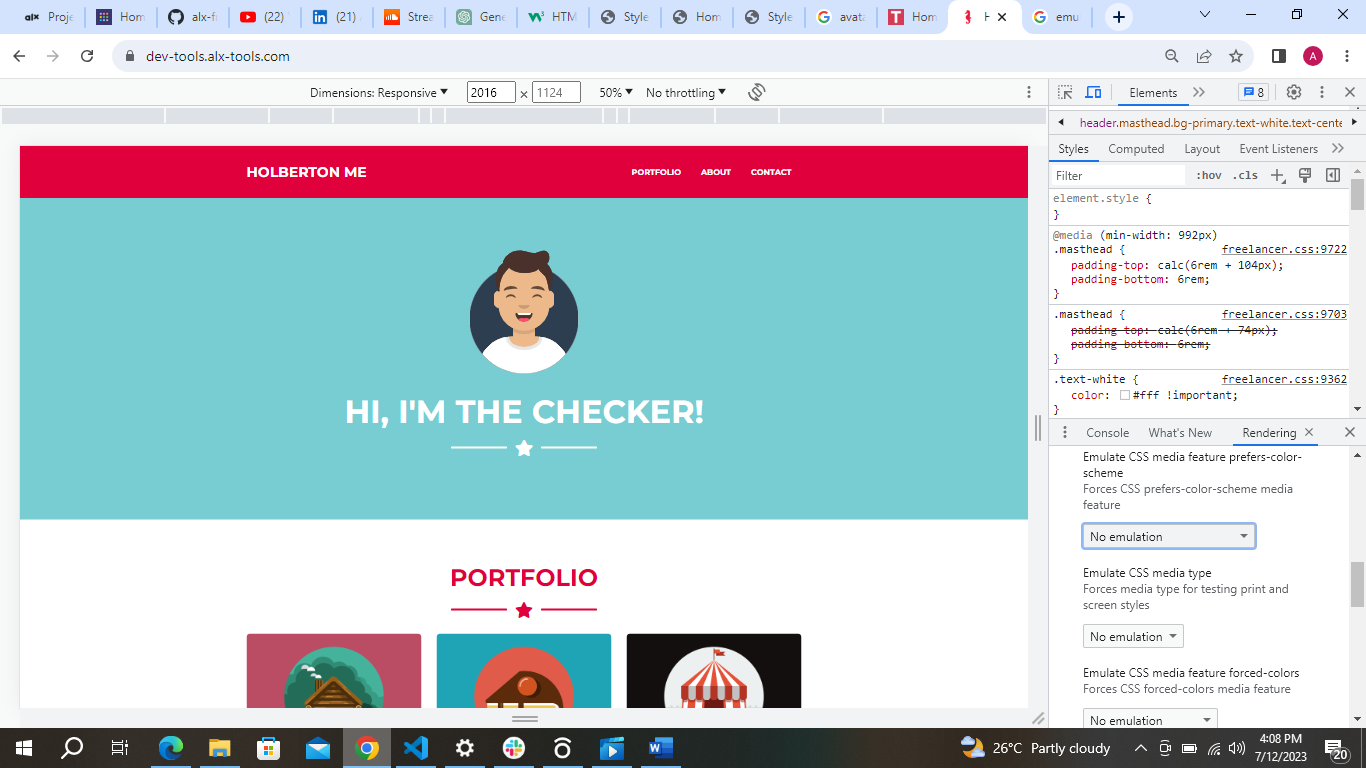 Proje
Hom
alx-fr
(22)
(21)
Strea
Gene
HTM
Style
Hom
Style
avata
Hom
H
emu
dev-tools.alx-tools.com
A
Dimensions: Responsive
2016 × 1124
50%
No throttling
Elements
8
header.masthead.bg-primary.text-white.text-cente
Styles
Computed
Layout
Event Listeners
Filter
:hov
.cls
element.style {
}
@media (min-width: 992px)
.masthead {
freelancer.css:9722
padding-top: calc(6rem + 104px);
padding-bottom: 6rem;
}
.masthead {
freelancer.css:9703
padding-top: calc(6rem + 74px);
padding-bottom: 6rem;
}
.text-white {
freelancer.css:9362
color: #fff !important;
}
HOLBERTON ME
PORTFOLIO
ABOUT
CONTACT
HI, I'M THE CHECKER!
PORTFOLIO
Console
What's New
Rendering
Emulate CSS media feature prefers-color-
scheme
Forces CSS prefers-color-scheme media
feature
No emulation
Emulate CSS media type
Forces media type for testing print and
screen styles
No emulation
Emulate CSS media feature forced-colors
Forces CSS forced-colors media feature
No emulation
26°C Partly cloudy
4:08 PM
7/12/2023
20